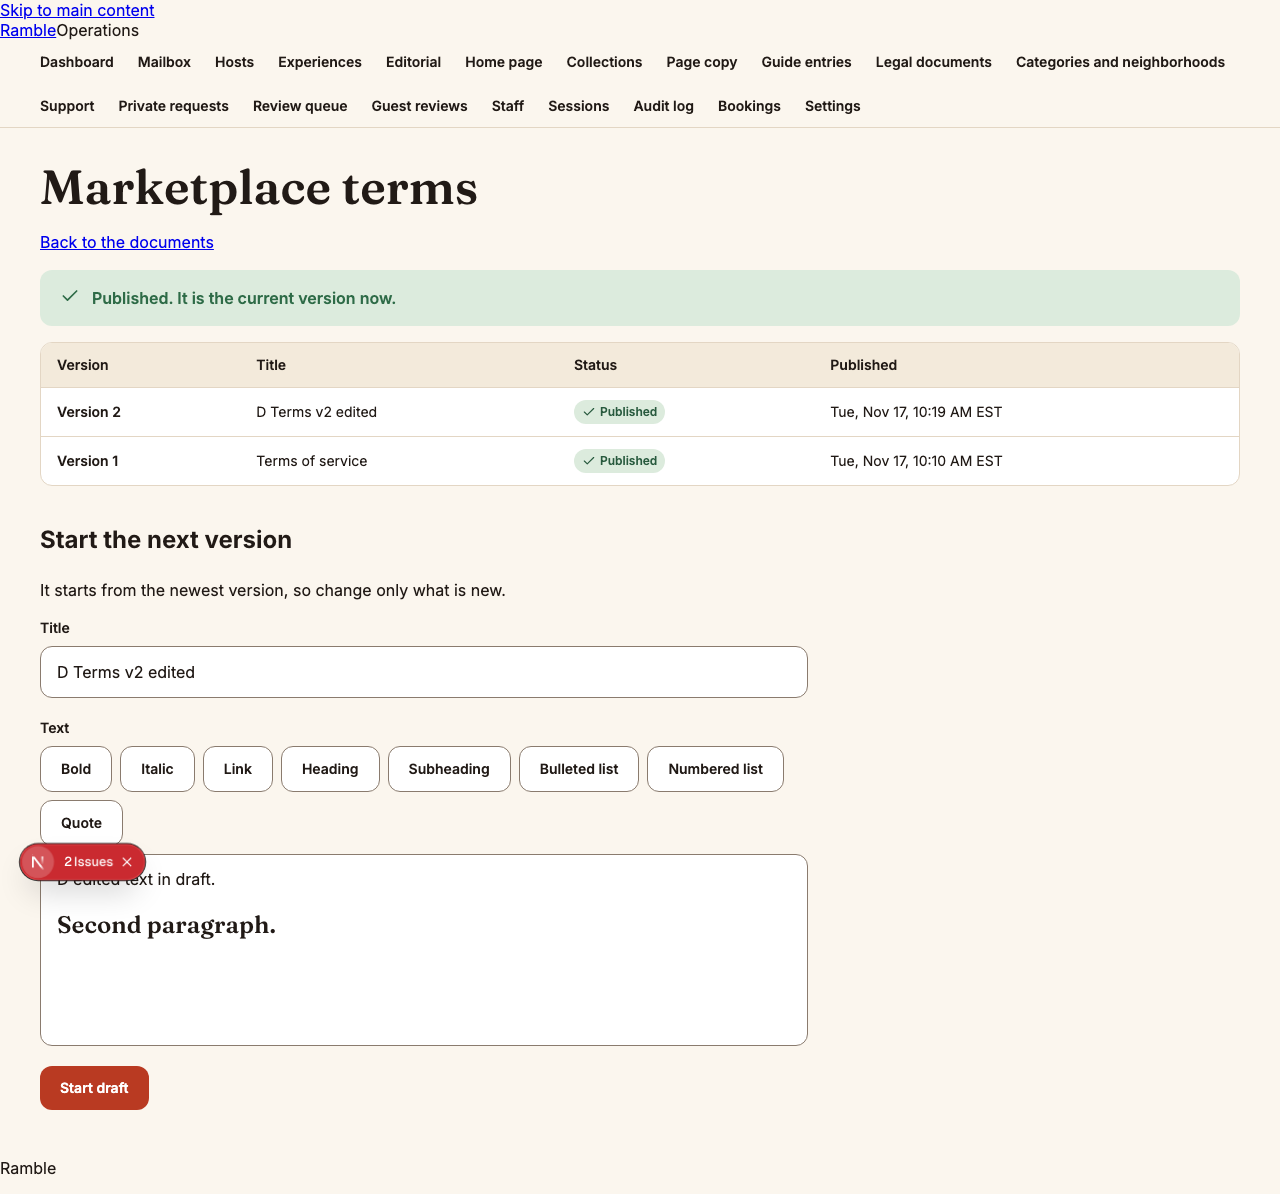 Skip to main content
RambleOperations
Dashboard Mailbox Hosts Experiences Editorial Home page Collections Page copy Guide entries Legal documents Categories and neighborhoods
Support Private requests Review queue Guest reviews Staff Sessions Audit log Bookings Settings
Marketplace terms
Back to the documents
Published. It is the current version now.
Version Title Status Published
Version 2 D Terms v2 edited Published Tue, Nov 17, 10:19 AM EST
Version 1 Terms of service Published Tue, Nov 17, 10:10 AM EST
Start the next version
It starts from the newest version, so change only what is new.
Title
D Terms v2 edited
Text
Bold Italic Link Heading Subheading Bulleted list Numbered list
Quote
N 2 Issues
D edited text in draft.
Second paragraph.
Start draft
Ramble